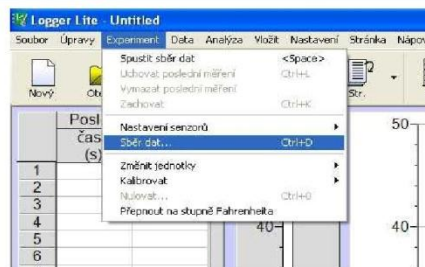 Logger Lite - Untitled
Soubor Úpravy Experiment Data Analýza Vložit Nastavení Stránka Nápov
Spustit sběr dat <Space>
Uchovat poslední měření Ctrl+L
Vymazat poslední měření
Zachovat Ctrl+K
Nastavení senzorů
Sběr dat... Ctrl+D
Změnit jednotky
Kalibrovat
Nulovat... Ctrl+0
Přepnout na stupně Fahrenheita
Nový Ote
Str.
Posl
čas
(s)
1
2
3
4
5
6
40
50
40